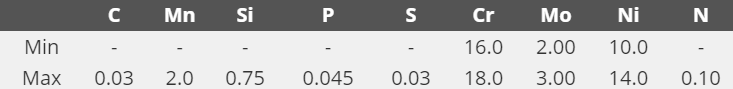 C Mn Si P S Cr Mo Ni N
Min - - - - - 16.0 2.00 10.0 -
Max 0.03 2.0 0.75 0.045 0.03 18.0 3.00 14.0 0.10